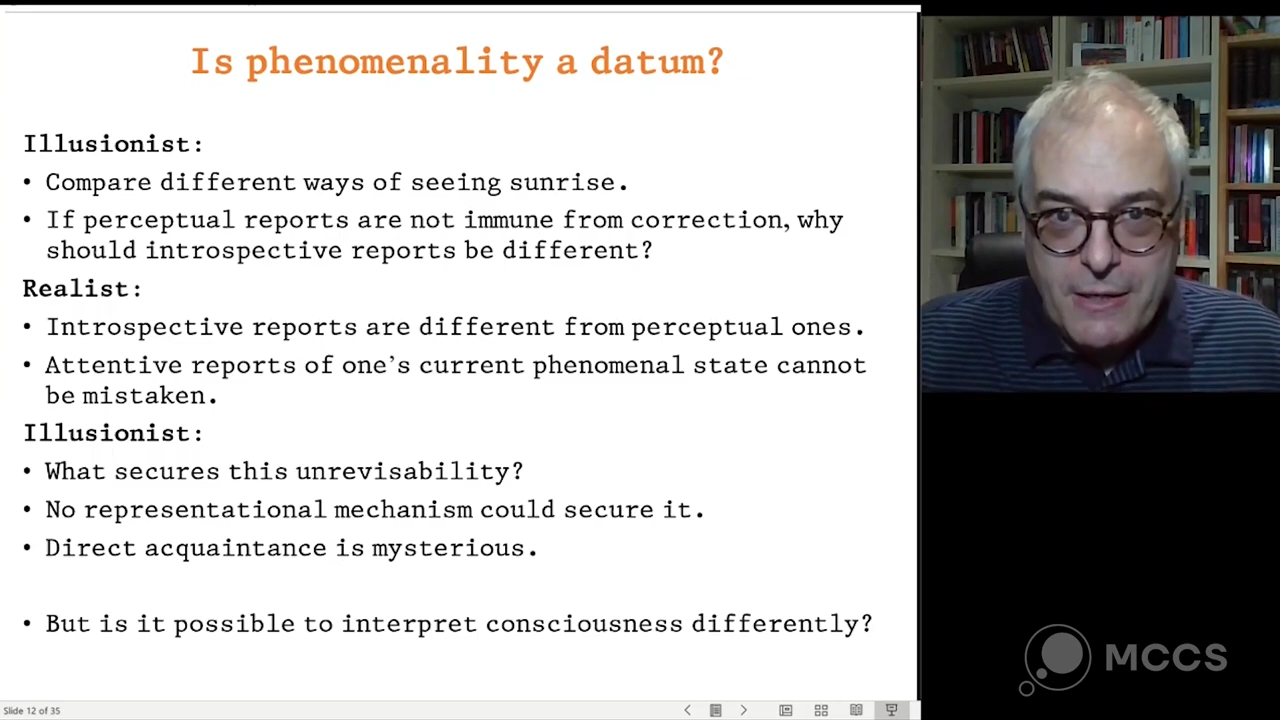 Is phenomenality a datum?
Illusionist:
• Compare different ways of seeing sunrise.
• If perceptual reports are not immune from correction, why
should introspective reports be different?
Realist:
• Introspective reports are different from perceptual ones.
• Attentive reports of one's current phenomenal state cannot
be mistaken.
Illusionist:
• What secures this unrevisability?
• No representational mechanism could secure it.
• Direct acquaintance is mysterious.
• But is it possible to interpret consciousness differently?
MCCS
Slide 12 of 35